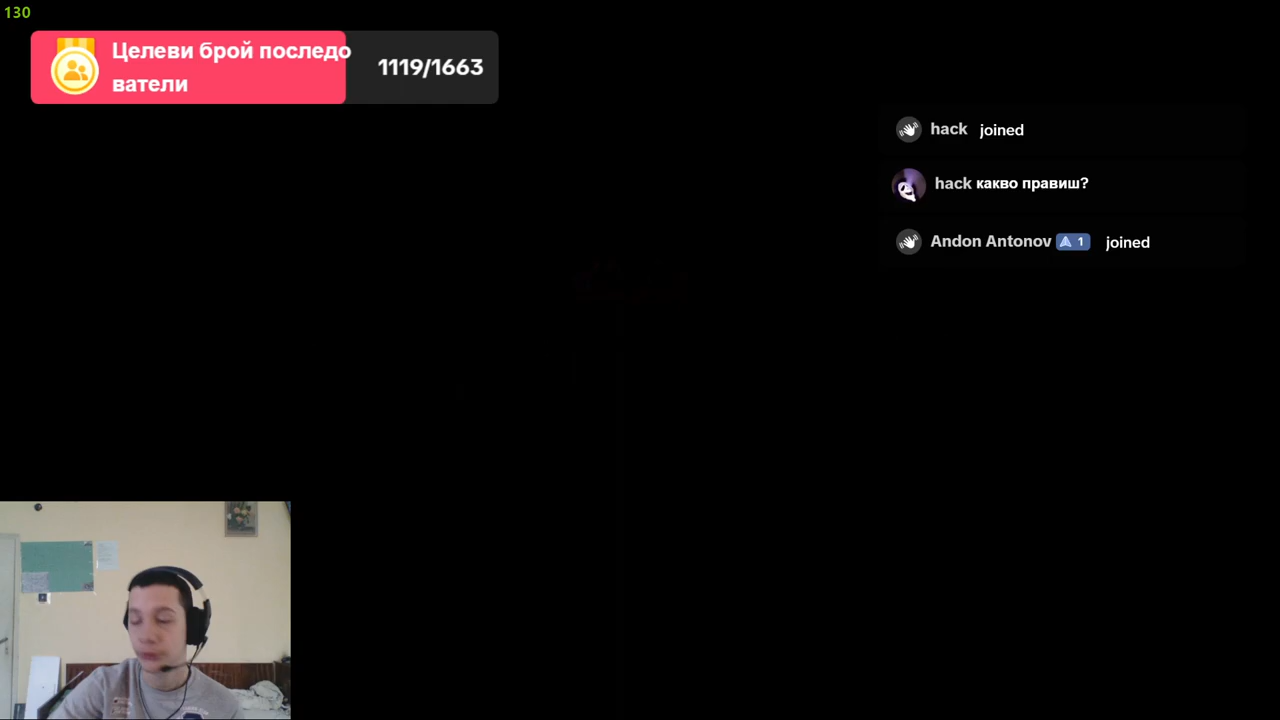 130
Целеви брой последо
ватели
1119/1663
hack joined
hack какво правиш?
Andon Antonov 1 joined